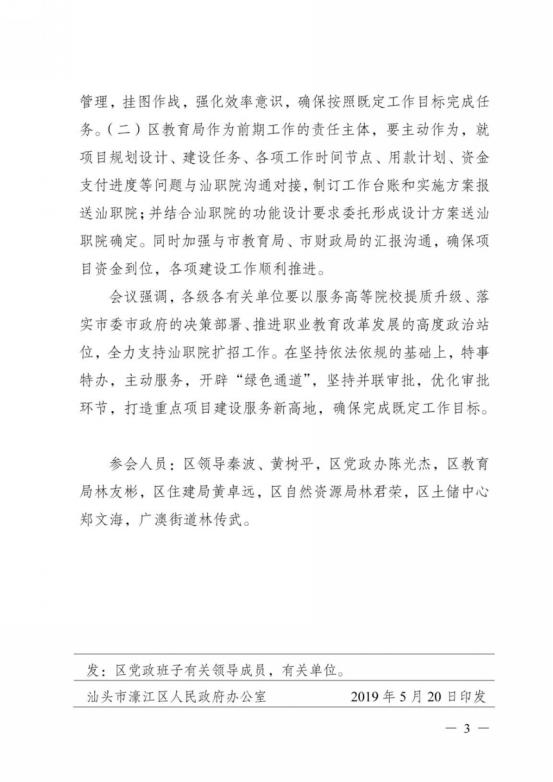 管理，挂图作战，强化效率意识，确保按照既定工作目标完成任
务。（二）区教育局作为前期工作的责任主体，要主动作为，就
项目规划设计、建设任务、各项工作时间节点、用款计划、资金
支付进度等问题与汕职院沟通对接，制订工作台账和实施方案报
送汕职院；并结合汕职院的功能设计要求委托形成设计方案送汕
职院确定。同时加强与市教育局、市财政局的汇报沟通，确保项
目资金到位，各项建设工作顺利推进。
会议强调，各级各有关单位要以服务高等院校提质升级、落
实市委市政府的决策部署、推进职业教育改革发展的高度政治站
位，全力支持汕职院扩招工作。在坚持依法依规的基础上，特事
特办，主动服务，开辟“绿色通道”，坚持并联审批，优化审批
环节，打造重点项目建设服务新高地，确保完成既定工作目标。
参会人员：区领导秦波、黄树平，区党政办陈光杰，区教育
局林友彬，区住建局黄卓远，区自然资源局林君荣，区土储中心
郑文海，广澳街道林传武。
发：区党政班子有关领导成员，有关单位。
汕头市濠江区人民政府办公室 2019 年 5 月 20 日印发
— 3 —